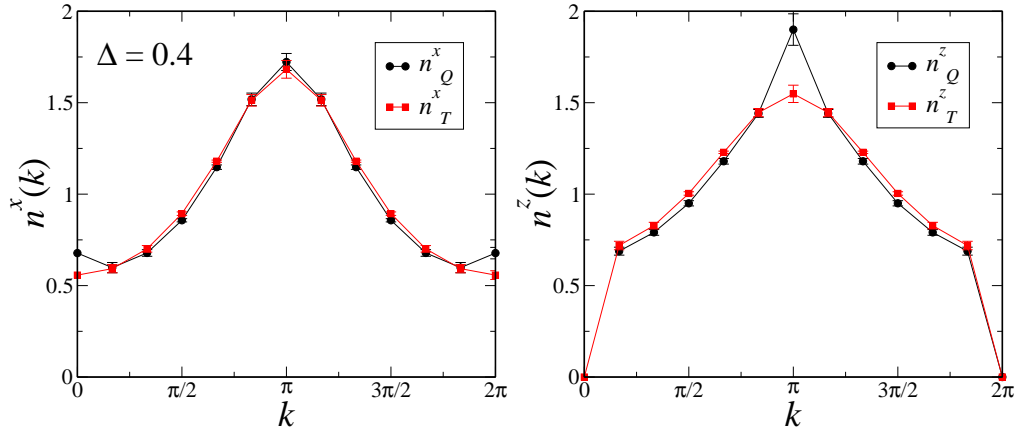 Δ = 0.4
n^x_Q
n^x_T
2
1.5
1
0.5
0
n^x(k)
0
π/2
π
3π/2
2π
k
n^z_Q
n^z_T
2
1.5
1
0.5
0
n^z(k)
0
π/2
π
3π/2
2π
k